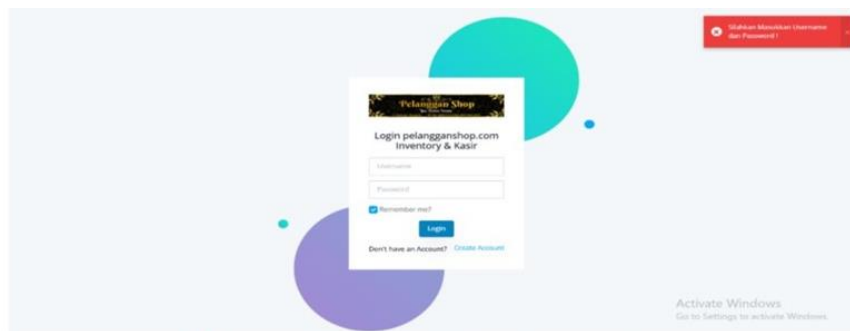 Silahkan Masukkan Username
dan Password !
Pelanggan Shop
Login pelangganshop.com
Inventory & Kasir
Username
Password
Remember me?
Login
Don't have an Account? Create Account
Activate Windows
Go to Settings to activate Windows.